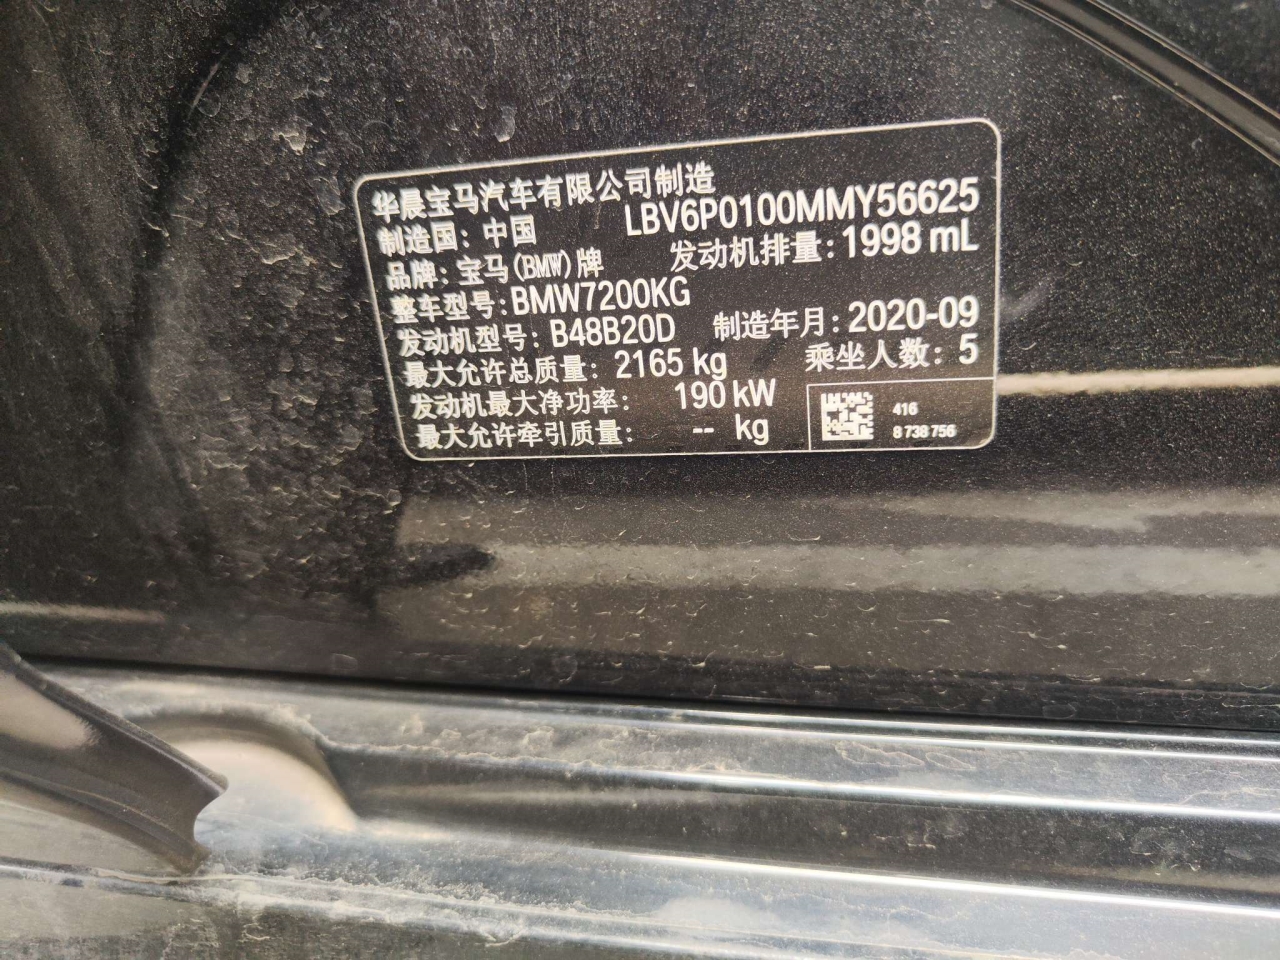 华晨宝马汽车有限公司制造
制造国: 中国 LBV6P0100MMY56625
品牌: 宝马(BMW)牌 发动机排量: 1998 mL
整车型号: BMW7200KG
发动机型号: B48B20D 制造年月: 2020-09
最大允许总质量: 2165 kg 乘坐人数: 5
发动机最大净功率: 190 kW
最大允许牵引质量: -- kg
416
8 738 756